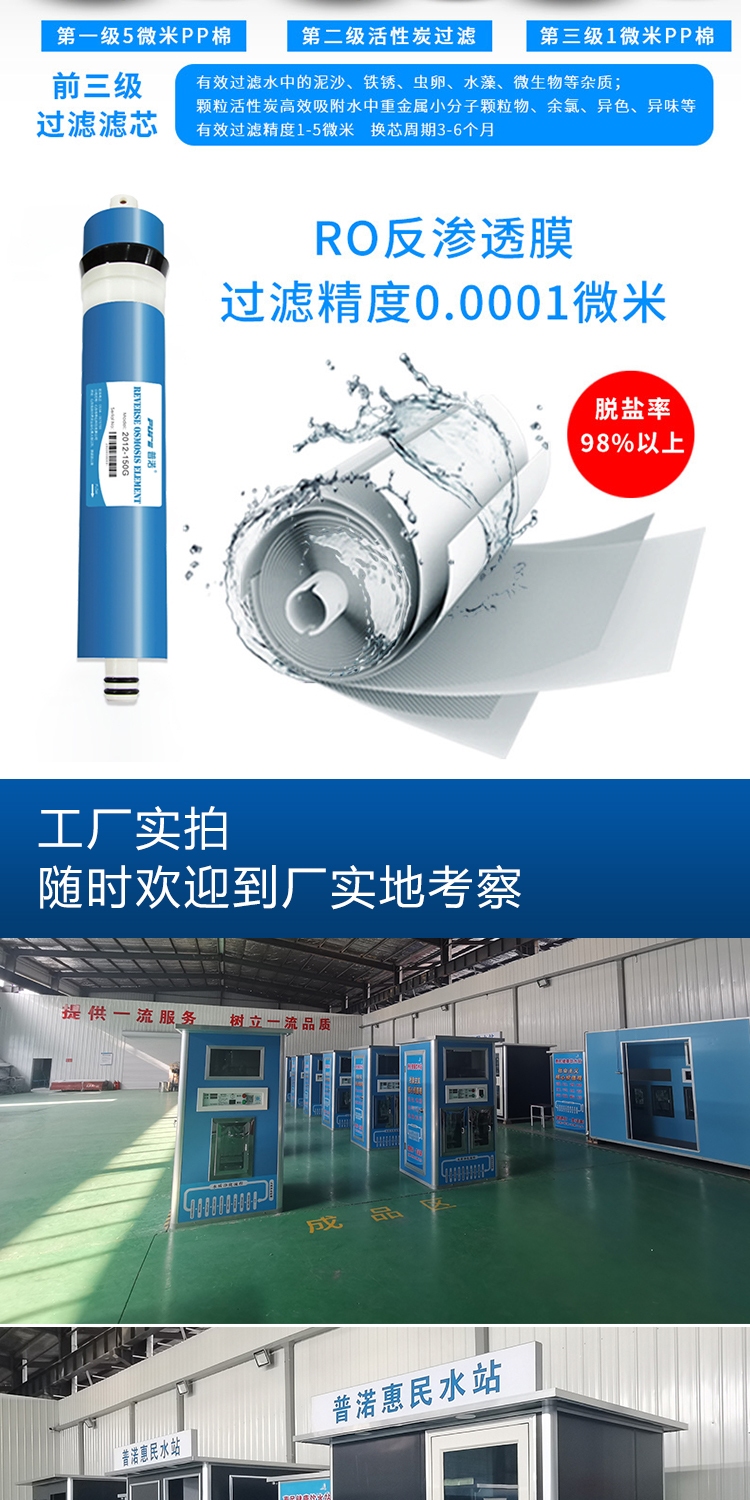 第一级5微米PP棉
第二级活性炭过滤
第三级1微米PP棉
前三级
过滤滤芯
有效过滤水中的泥沙、铁锈、虫卵、水藻、微生物等杂质；
颗粒活性炭高效吸附水中重金属小分子颗粒物、余氯、异色、异味等
有效过滤精度1-5微米 换芯周期3-6个月
RO反渗透膜
过滤精度0.0001微米
脱盐率
98%以上
普诺®
REVERSE OSMOSIS ELEMENT
Model: 2012-150G
Serial No:
工厂实拍
随时欢迎到厂实地考察
提供一流服务 树立一流品质
成品区
普渃惠民水站
普渃惠民水站